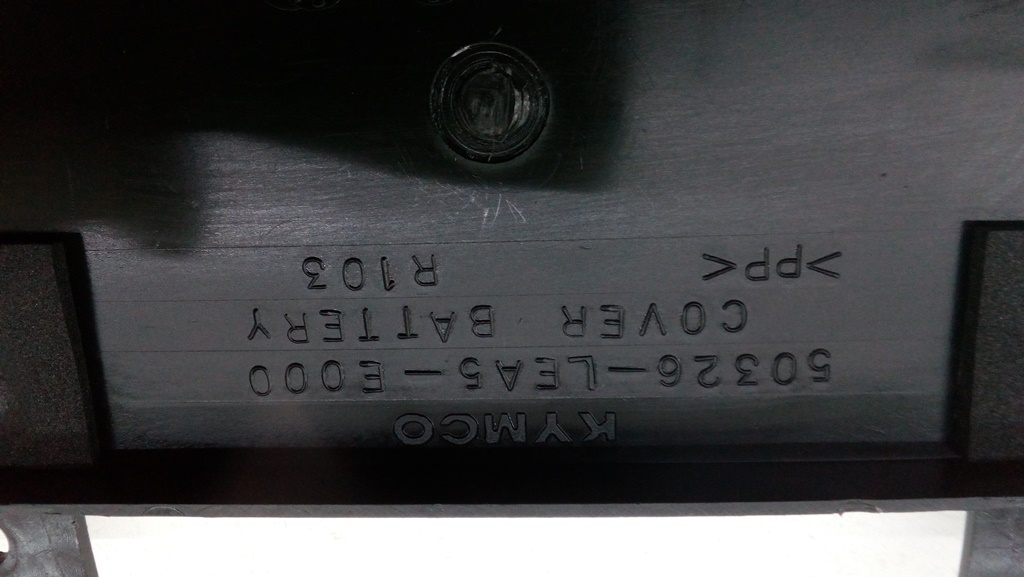 KYMCO
50326-LEA5-E000
COVER BATTERY
>PP< R103